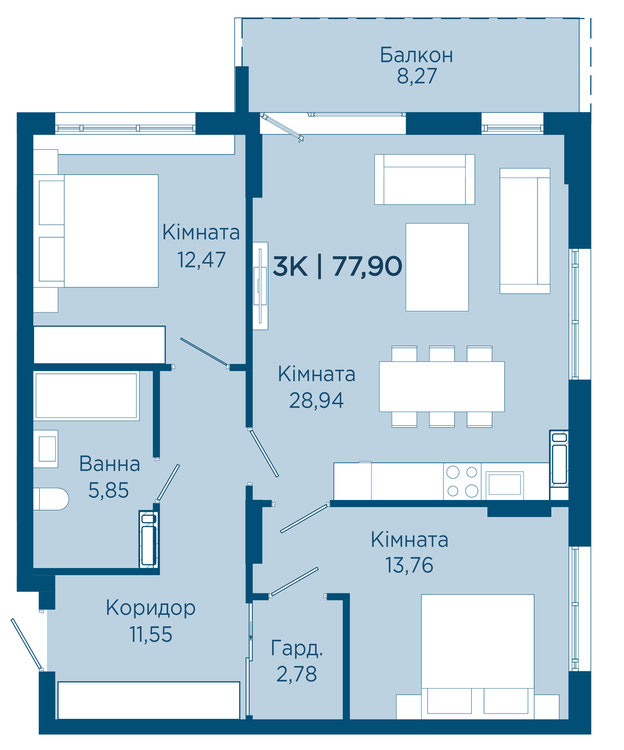 Балкон
8,27
Кімната
12,47
3К | 77,90
Кімната
28,94
Ванна
5,85
Кімната
13,76
Коридор
11,55
Гард.
2,78